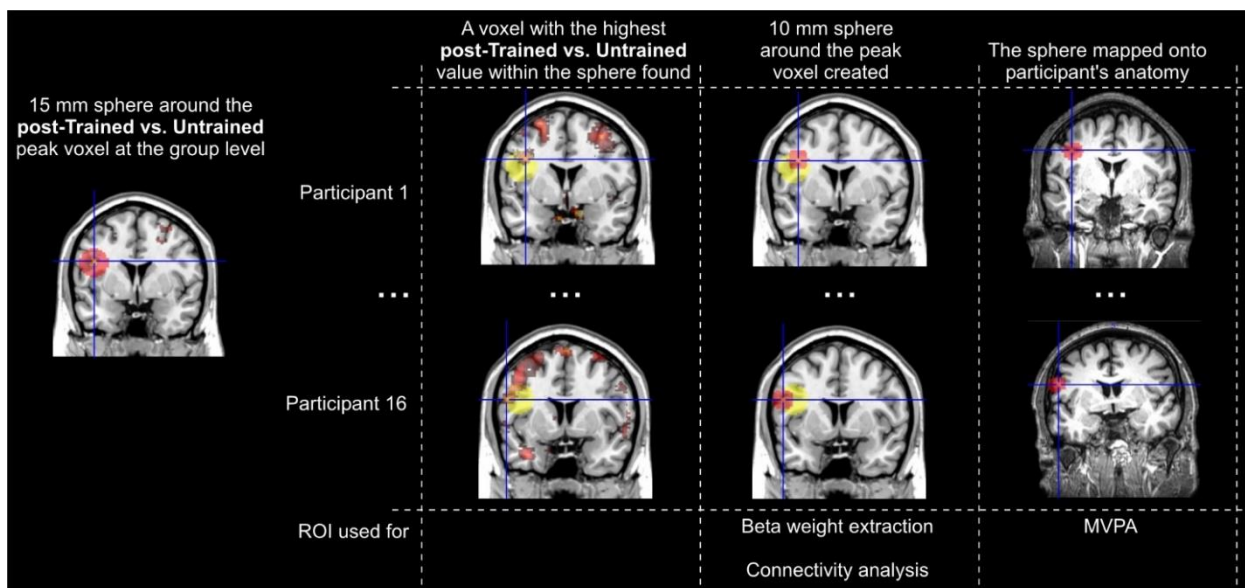 15 mm sphere around the
post-Trained vs. Untrained
peak voxel at the group level
A voxel with the highest
post-Trained vs. Untrained
value within the sphere found
10 mm sphere
around the peak
voxel created
The sphere mapped onto
participant's anatomy
Participant 1
... ... ... ...
Participant 16
ROI used for
Beta weight extraction
Connectivity analysis
MVPA